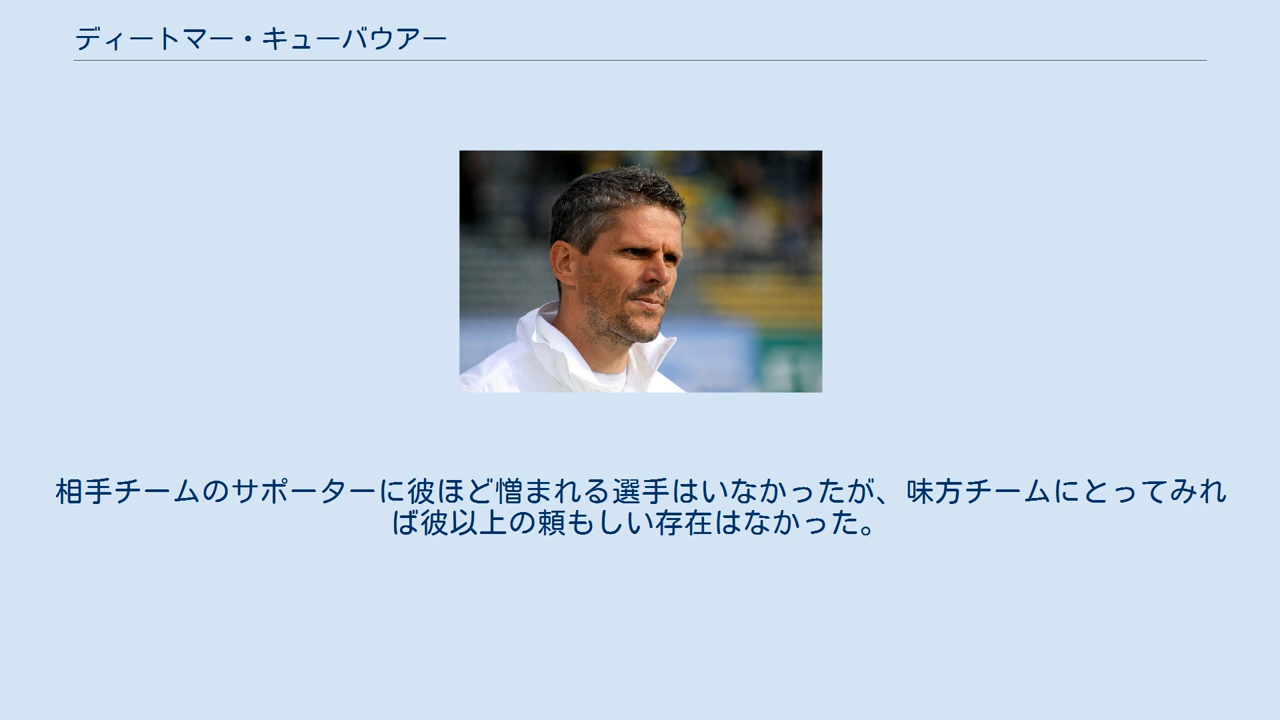 ディートマー・キューバウアー
相手チームのサポーターに彼ほど憎まれる選手はいなかったが、味方チームにとってみれ
ば彼以上の頼もしい存在はなかった。